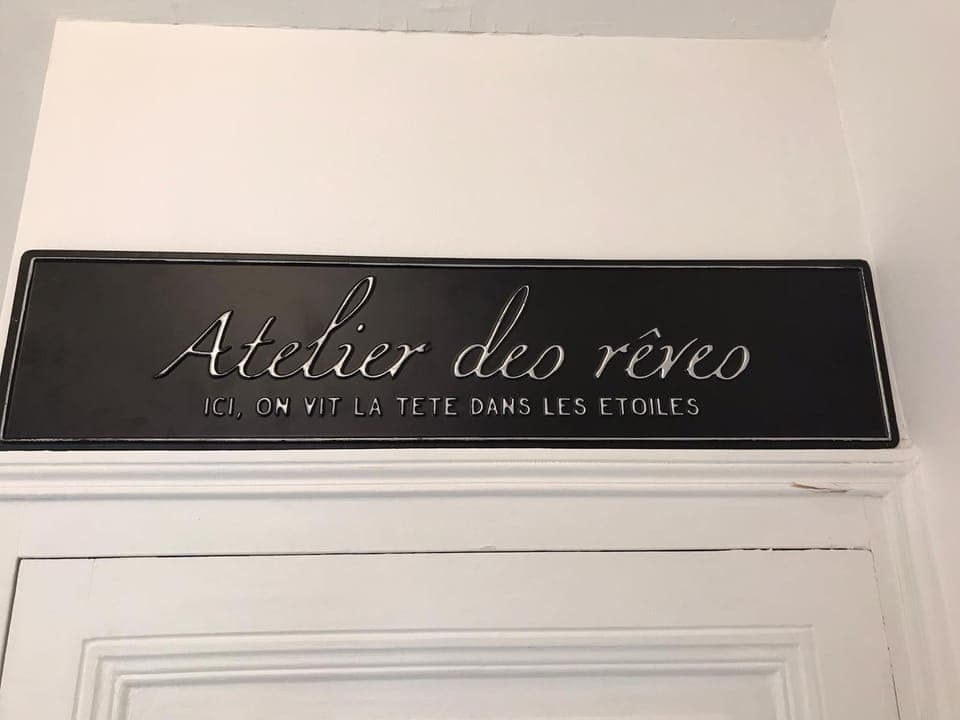 Atelier des rêves
ICI, ON VIT LA TETE DANS LES ETOILES